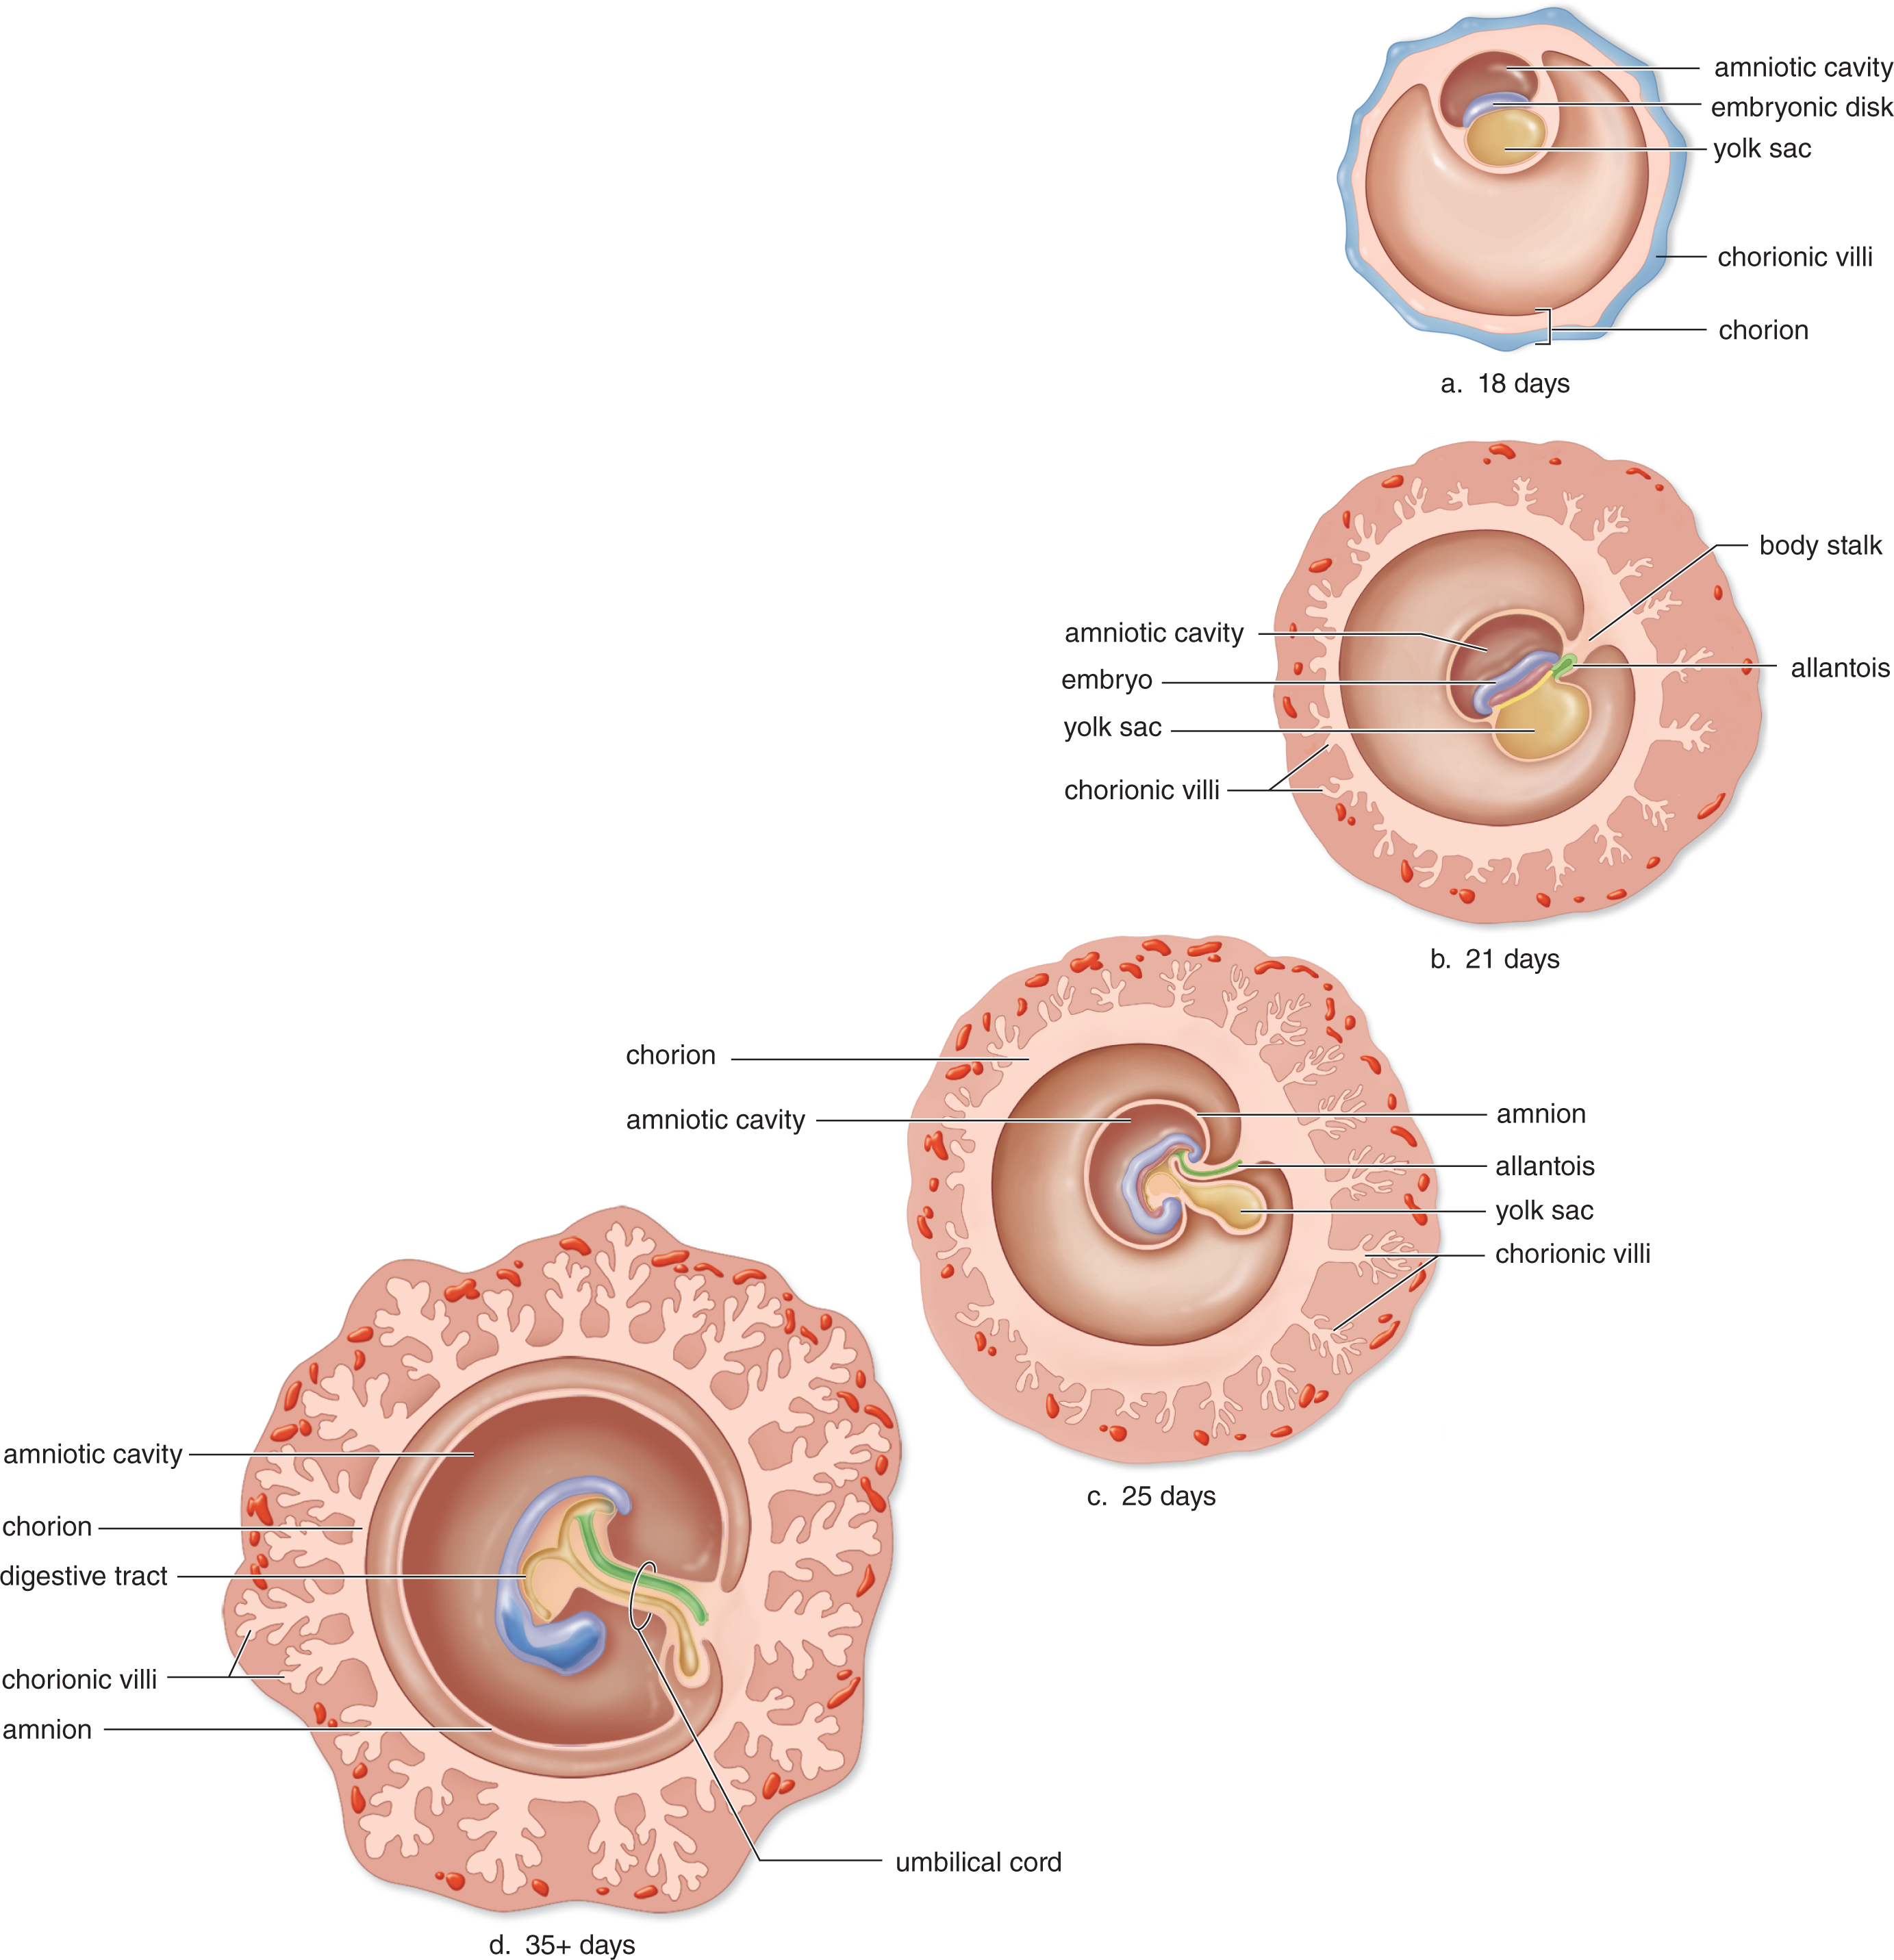 amniotic cavity
embryonic disk
yolk sac
chorionic villi
chorion
a. 18 days
body stalk
amniotic cavity
allantois
embryo
yolk sac
chorionic villi
b. 21 days
chorion
amniotic cavity
amnion
allantois
yolk sac
chorionic villi
c. 25 days
amniotic cavity
chorion
digestive tract
chorionic villi
amnion
umbilical cord
d. 35+ days